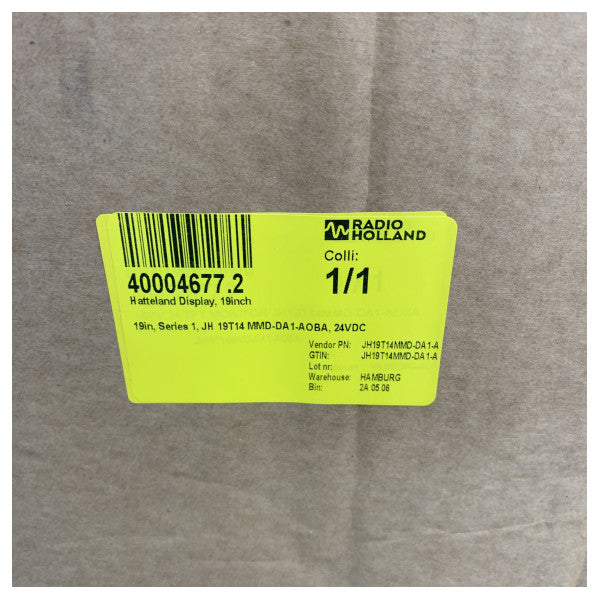 RADIO
HOLLAND
Colli:
1/1
40004677.2
Hatteland Display, 19inch
19in, Series 1, JH 19T14 MMD-DA1-AOBA, 24VDC
Vendor PN: JH19T14MMD-DA1-A
GTIN: JH19T14MMD-DA1-A
Lot nr:
Warehouse: HAMBURG
Bin: 2A 05 06